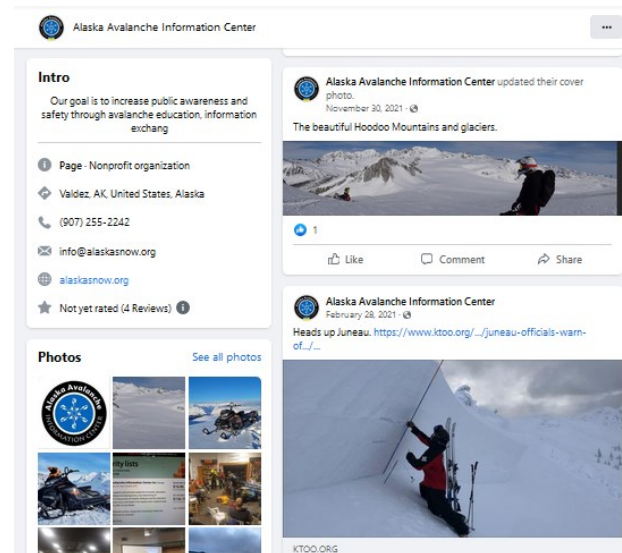 Alaska Avalanche Information Center
...
Intro
Our goal is to increase public awareness and
safety through avalanche education, information
exchang
Page · Nonprofit organization
Valdez, AK, United States, Alaska
(907) 255-2242
info@alaskasnow.org
alaskasnow.org
Not yet rated (4 Reviews)
Photos
See all photos
Alaska Avalanche
INFORMATION CENTER
rity lists
Alaska Avalanche Information Center updated their cover
photo.
November 30, 2021 ·
The beautiful Hoodoo Mountains and glaciers.
1
Like
Comment
Share
Alaska Avalanche Information Center
February 28, 2021 ·
Heads up Juneau. https://www.ktoo.org/.../juneau-officials-warn-
of.../...
KTOO.ORG